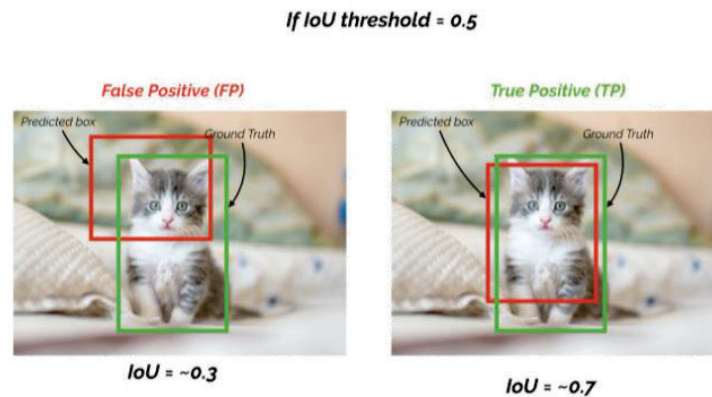 If IoU threshold = 0.5
False Positive (FP)
True Positive (TP)
Predicted box
Ground Truth
Predicted box
Ground Truth
IoU = ~0.3
IoU = ~0.7